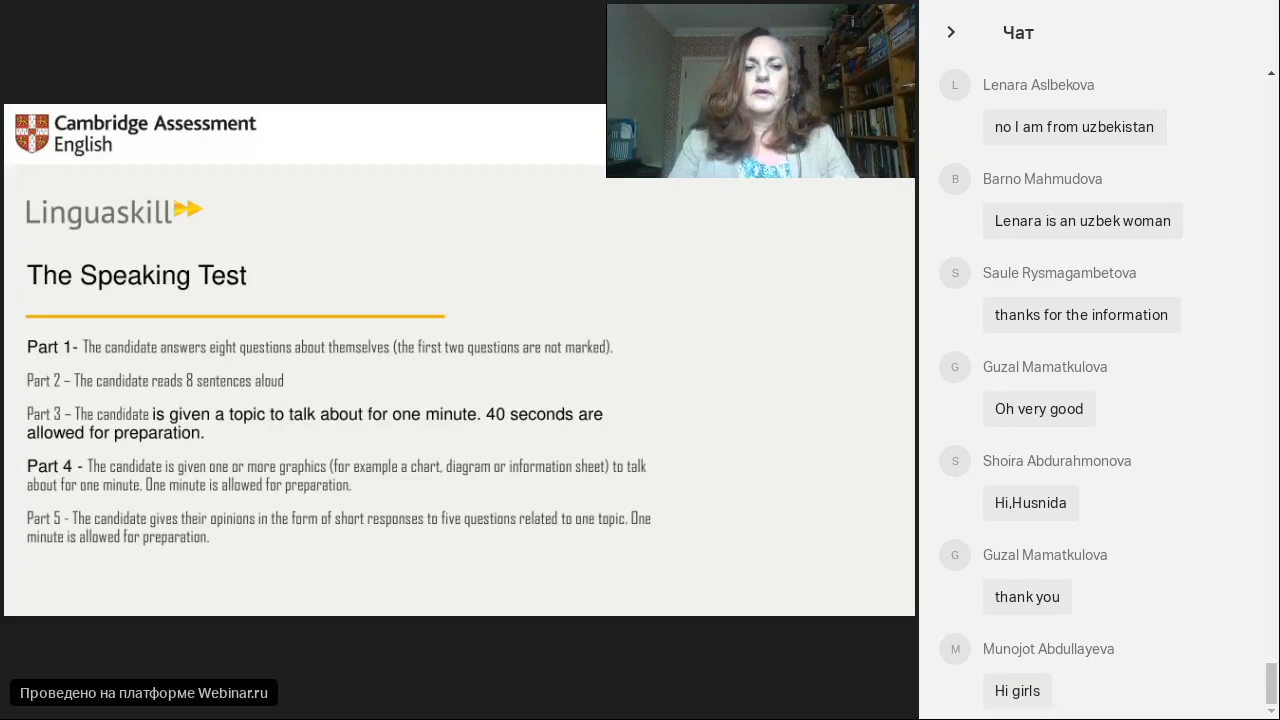 Cambridge Assessment
English
Linguaskill
The Speaking Test
Part 1- The candidate answers eight questions about themselves (the first two questions are not marked).
Part 2 – The candidate reads 8 sentences aloud
Part 3 – The candidate is given a topic to talk about for one minute. 40 seconds are
allowed for preparation.
Part 4 - The candidate is given one or more graphics (for example a chart, diagram or information sheet) to talk
about for one minute. One minute is allowed for preparation.
Part 5 - The candidate gives their opinions in the form of short responses to five questions related to one topic. One
minute is allowed for preparation.
Проведено на платформе Webinar.ru
Чат
L
Lenara Aslbekova
no I am from uzbekistan
B
Barno Mahmudova
Lenara is an uzbek woman
S
Saule Rysmagambetova
thanks for the information
G
Guzal Mamatkulova
Oh very good
S
Shoira Abdurahmonova
Hi,Husnida
G
Guzal Mamatkulova
thank you
M
Munojot Abdullayeva
Hi girls